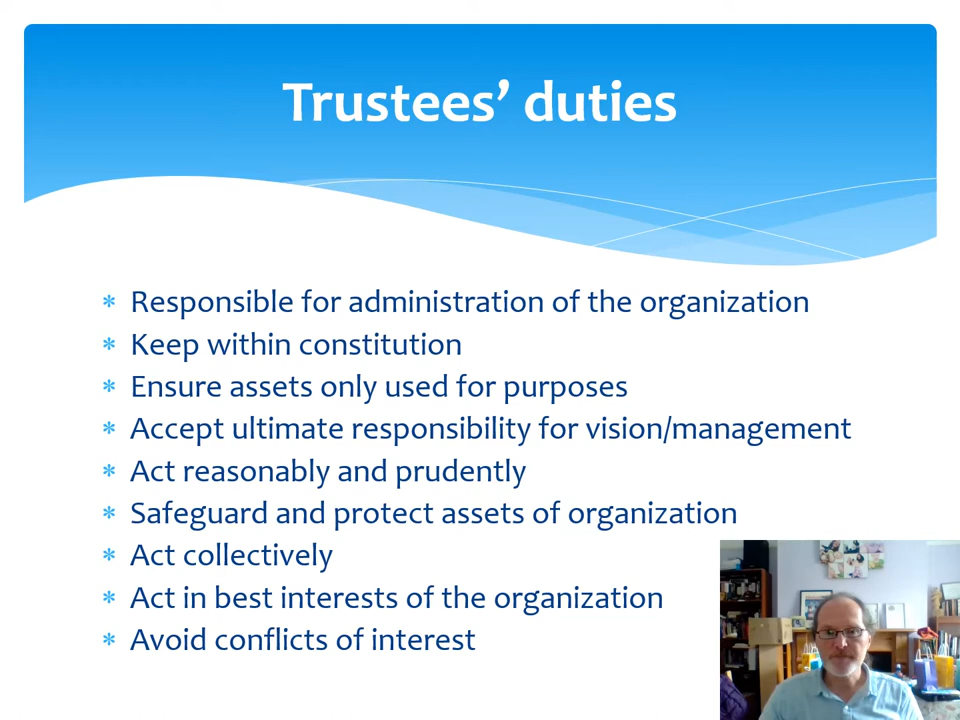 Trustees’ duties
* Responsible for administration of the organization
* Keep within constitution
* Ensure assets only used for purposes
* Accept ultimate responsibility for vision/management
* Act reasonably and prudently
* Safeguard and protect assets of organization
* Act collectively
* Act in best interests of the organization
* Avoid conflicts of interest